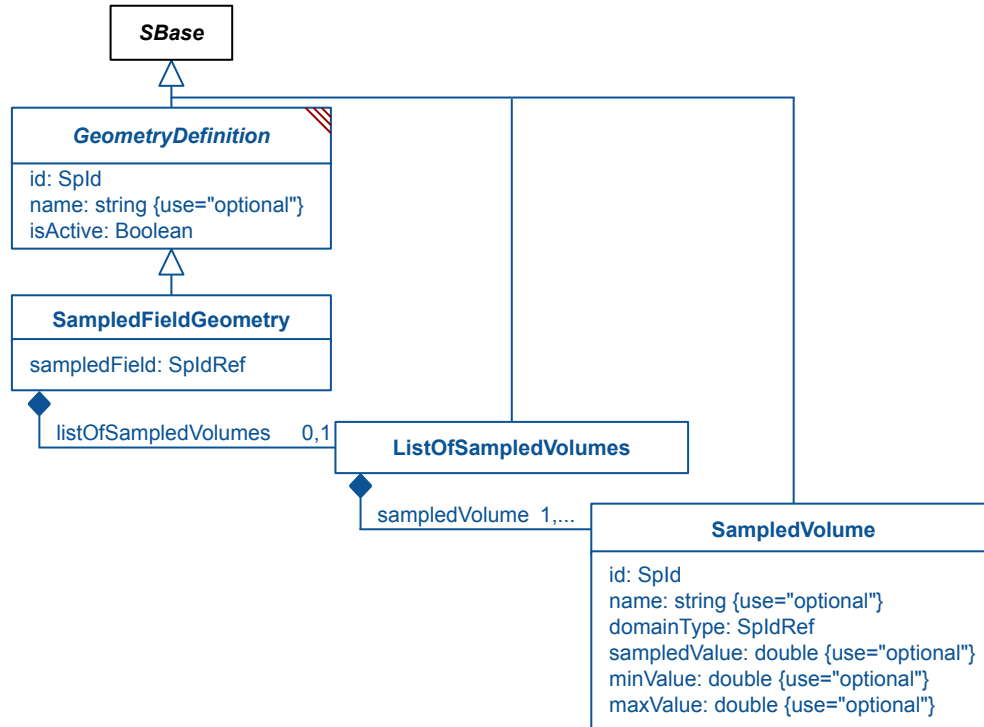 SBase
GeometryDefinition
id: SpId
name: string {use="optional"}
isActive: Boolean
SampledFieldGeometry
sampledField: SpIdRef
listOfSampledVolumes 0,1
ListOfSampledVolumes
sampledVolume 1,...
SampledVolume
id: SpId
name: string {use="optional"}
domainType: SpIdRef
sampledValue: double {use="optional"}
minValue: double {use="optional"}
maxValue: double {use="optional"}